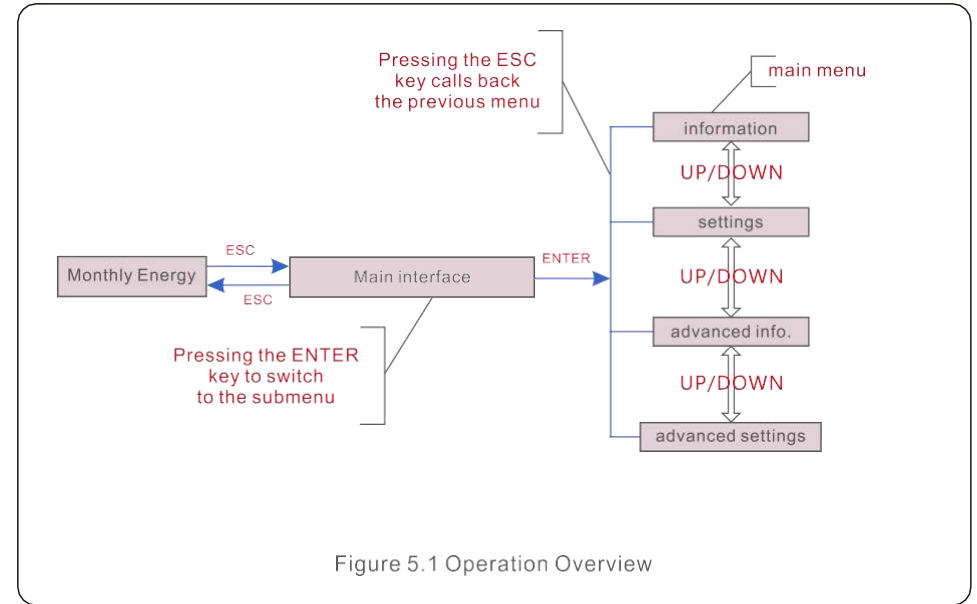 Pressing the ESC
key calls back
the previous menu
main menu
information
UP/DOWN
settings
ESC
ENTER
Monthly Energy
Main interface
UP/DOWN
ESC
advanced info.
Pressing the ENTER
key to switch
to the submenu
UP/DOWN
advanced settings
Figure 5.1 Operation Overview